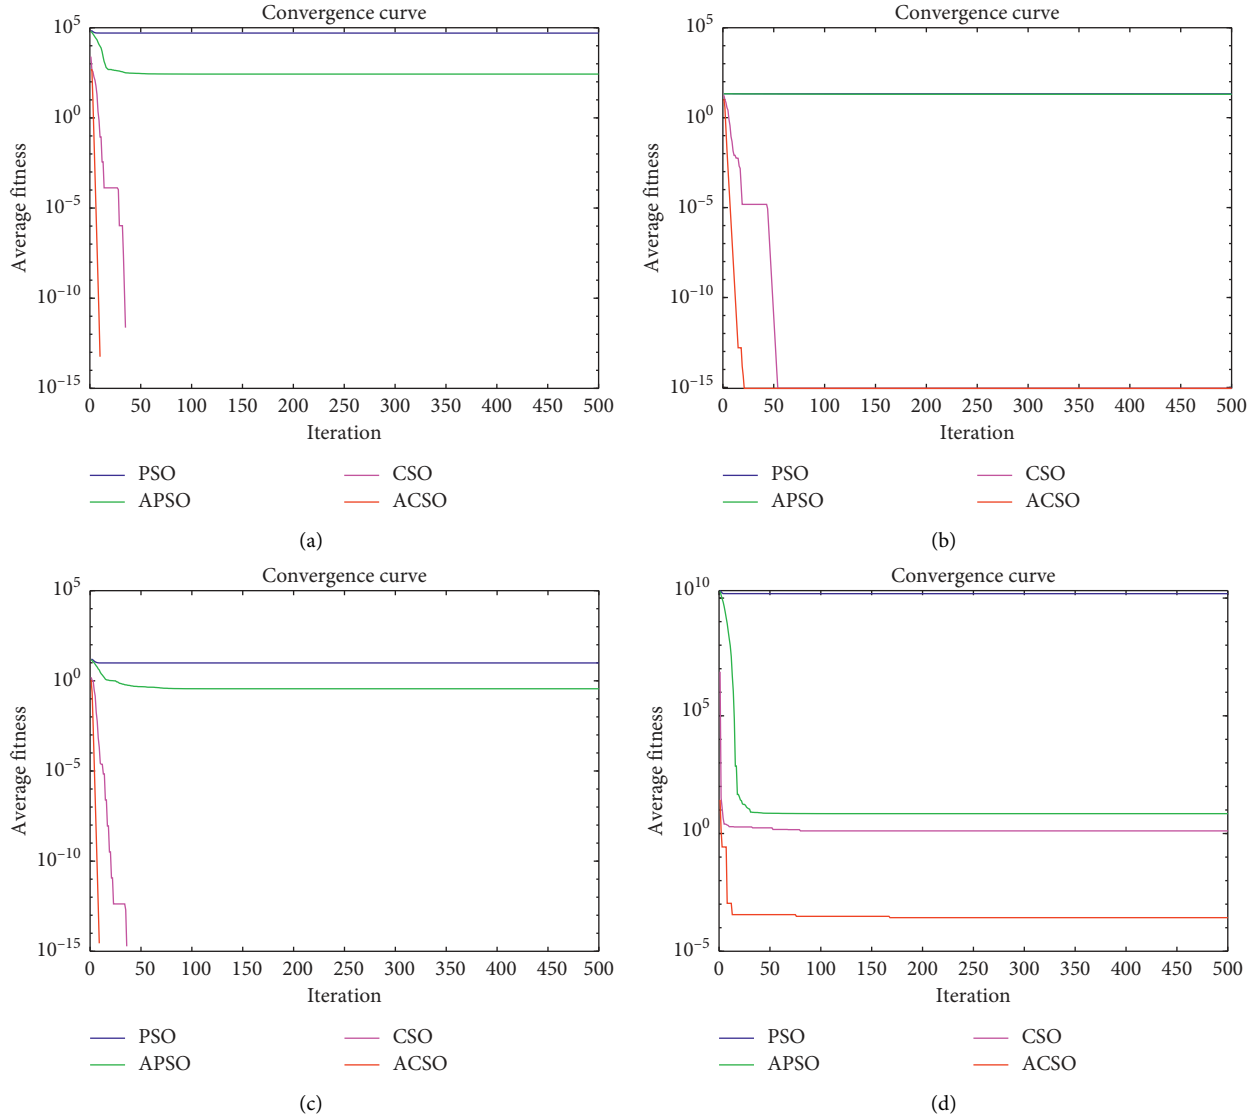 Convergence curve
10^5
10^0
10^−5
10^−10
10^−15
Average fitness
0 50 100 150 200 250 300 350 400 450 500
Iteration
PSO CSO
APSO ACSO
(a)
Convergence curve
10^5
10^0
10^−5
10^−10
10^−15
Average fitness
0 50 100 150 200 250 300 350 400 450 500
Iteration
PSO CSO
APSO ACSO
(b)
Convergence curve
10^5
10^0
10^−5
10^−10
10^−15
Average fitness
0 50 100 150 200 250 300 350 400 450 500
Iteration
PSO CSO
APSO ACSO
(c)
Convergence curve
10^10
10^5
10^0
10^−5
Average fitness
0 50 100 150 200 250 300 350 400 450 500
Iteration
PSO CSO
APSO ACSO
(d)